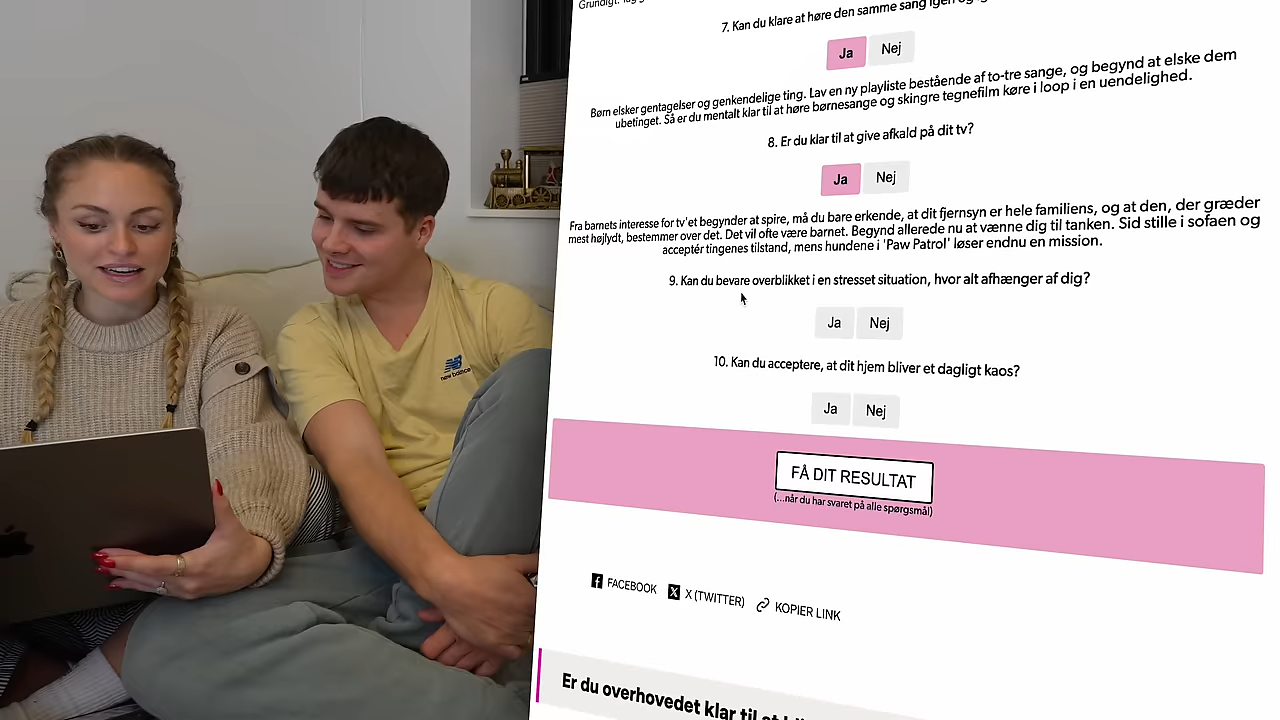 7. Kan du klare at høre den samme sang igen og
Ja
Nej
Børn elsker gentagelser og genkendelige ting. Lav en ny playliste bestående af to-tre sange, og begynd at elske dem
ubetinget. Så er du mentalt klar til at høre børnesange og skingre tegnefilm køre i loop i en uendelighed.
8. Er du klar til at give afkald på dit tv?
Ja
Nej
Fra barnets interesse for tv'et begynder at spire, må du bare erkende, at dit fjernsyn er hele familiens, og at den, der græder
mest højlydt, bestemmer over det. Det vil ofte være barnet. Begynd allerede nu at vænne dig til tanken. Sid stille i sofaen og
acceptér tingenes tilstand, mens hundene i 'Paw Patrol' løser endnu en mission.
9. Kan du bevare overblikket i en stresset situation, hvor alt afhænger af dig?
Ja
Nej
10. Kan du acceptere, at dit hjem bliver et dagligt kaos?
Ja
Nej
FÅ DIT RESULTAT
(...når du har svaret på alle spørgsmål)
FACEBOOK
X (TWITTER)
KOPIER LINK
Er du overhovedet klar til at
new balance